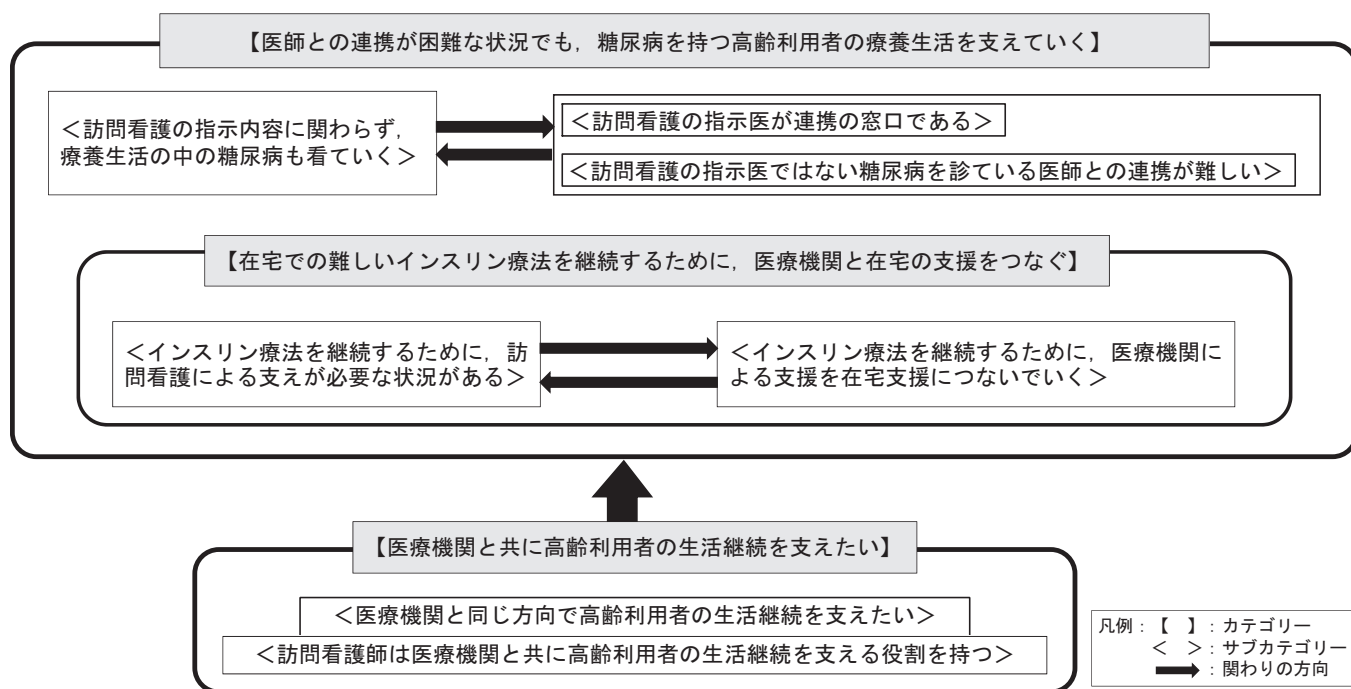 【医師との連携が困難な状況でも，糖尿病を持つ高齢利用者の療養生活を支えていく】
＜訪問看護の指示内容に関わらず，
療養生活の中の糖尿病も看ていく＞
＜訪問看護の指示医が連携の窓口である＞
＜訪問看護の指示医ではない糖尿病を診ている医師との連携が難しい＞
【在宅での難しいインスリン療法を継続するために，医療機関と在宅の支援をつなぐ】
＜インスリン療法を継続するために，訪
問看護による支えが必要な状況がある＞
＜インスリン療法を継続するために，医療機関に
よる支援を在宅支援につないでいく＞
【医療機関と共に高齢利用者の生活継続を支えたい】
＜医療機関と同じ方向で高齢利用者の生活継続を支えたい＞
＜訪問看護師は医療機関と共に高齢利用者の生活継続を支える役割を持つ＞
凡例：【　】：カテゴリー
＜　＞：サブカテゴリー
：関わりの方向